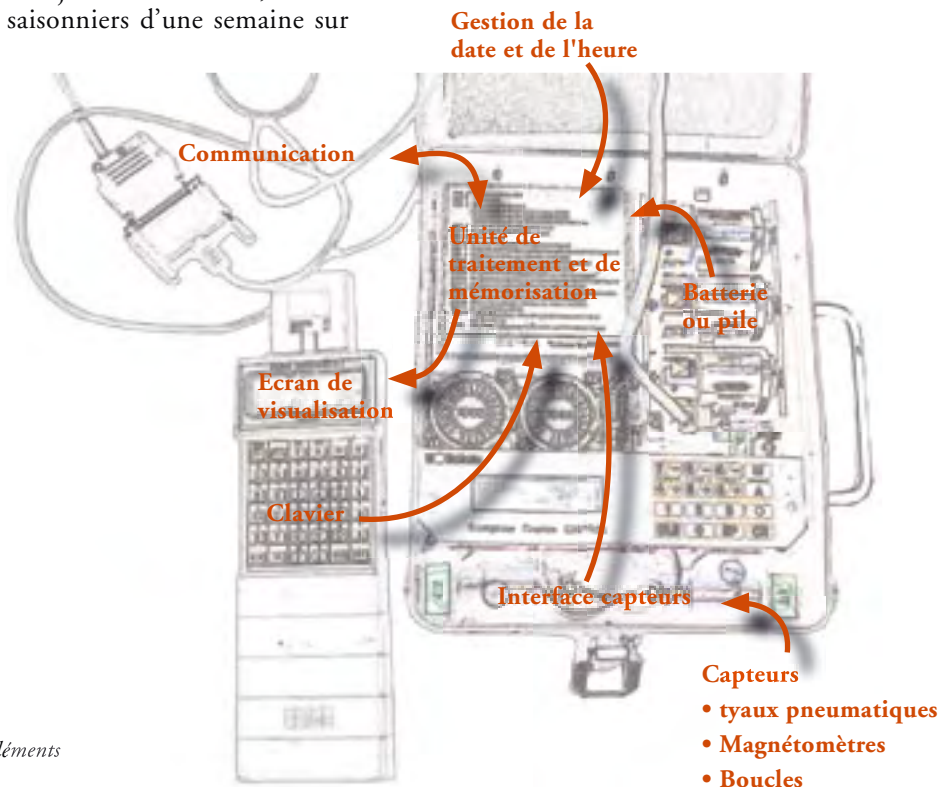 saisonniers d'une semaine sur
Gestion de la
date et de l'heure
Communication
Unité de
traitement et de
mémorisation
Batterie
ou pile
Ecran de
visualisation
Clavier
Interface capteurs
Capteurs
• tyaux pneumatiques
• Magnétomètres
• Boucles